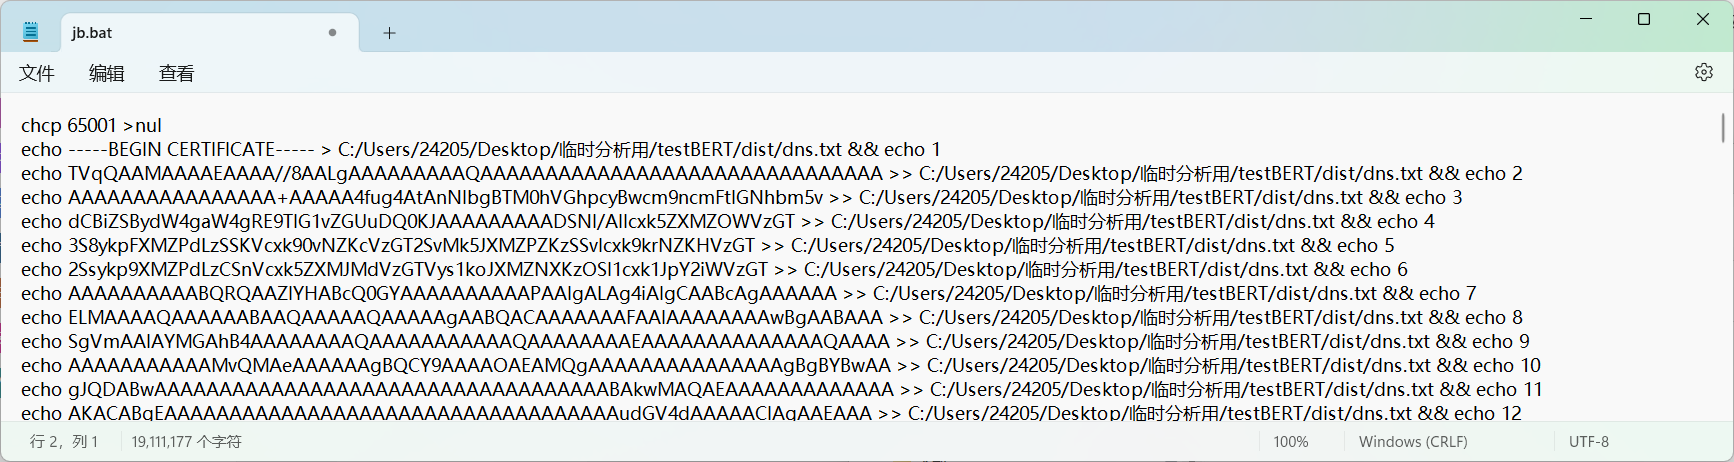 jb.bat
文件 编辑 查看
chcp 65001 >nul
echo -----BEGIN CERTIFICATE----- > C:/Users/24205/Desktop/临时分析用/testBERT/dist/dns.txt && echo 1
echo TVqQAAMAAAAEAAAA//8AALgAAAAAAAAAQAAAAAAAAAAAAAAAAAAAAAAAAAAAAAAA >> C:/Users/24205/Desktop/临时分析用/testBERT/dist/dns.txt && echo 2
echo AAAAAAAAAAAAAAAA+AAAAA4fug4AtAnNIbgBTM0hVGhpcyBwcm9ncmFtIGNhbm5v >> C:/Users/24205/Desktop/临时分析用/testBERT/dist/dns.txt && echo 3
echo dCBiZSBydW4gaW4gRE9TIG1vZGUuDQ0KJAAAAAAAAADSNI/AlIcxk5ZXMZOWVzGT >> C:/Users/24205/Desktop/临时分析用/testBERT/dist/dns.txt && echo 4
echo 3S8ykpFXMZPdLzSSKVcxk90vNZKcVzGT2SvMk5JXMZPZKzSSvlcxk9krNZKHVzGT >> C:/Users/24205/Desktop/临时分析用/testBERT/dist/dns.txt && echo 5
echo 2Ssykp9XMZPdLzCSnVcxk5ZXMJMdVzGTVys1koJXMZNXKzOSl1cxk1JpY2iWVzGT >> C:/Users/24205/Desktop/临时分析用/testBERT/dist/dns.txt && echo 6
echo AAAAAAAAAABQRQAAZIYHABcQ0GYAAAAAAAAAAPAAIgALAg4iAIgCAABcAgAAAAAA >> C:/Users/24205/Desktop/临时分析用/testBERT/dist/dns.txt && echo 7
echo ELMAAAAQAAAAAABAAQAAAAAQAAAAAgAABQACAAAAAAAFAAIAAAAAAAAwBgAABAAA >> C:/Users/24205/Desktop/临时分析用/testBERT/dist/dns.txt && echo 8
echo SgVmAAIAYMGAhB4AAAAAAAAQAAAAAAAAAAAQAAAAAAAAEAAAAAAAAAAAAAAQAAAA >> C:/Users/24205/Desktop/临时分析用/testBERT/dist/dns.txt && echo 9
echo AAAAAAAAAAAMvQMAeAAAAAAgBQCY9AAAAOAEAMQgAAAAAAAAAAAAAAAgBgBYBwAA >> C:/Users/24205/Desktop/临时分析用/testBERT/dist/dns.txt && echo 10
echo gJQDABwAAAAAAAAAAAAAAAAAAAAAAAAAAAAAAAAAAAAABAkwMAQAEAAAAAAAAAAAAA >> C:/Users/24205/Desktop/临时分析用/testBERT/dist/dns.txt && echo 11
echo AKACABgEAAAAAAAAAAAAAAAAAAAAAAAAAAAAAAAAAAAAAudGV4dAAAAACIAgAAEAAA >> C:/Users/24205/Desktop/临时分析用/testBERT/dist/dns.txt && echo 12
行 2，列 1 19,111,177 个字符 100% Windows (CRLF) UTF-8